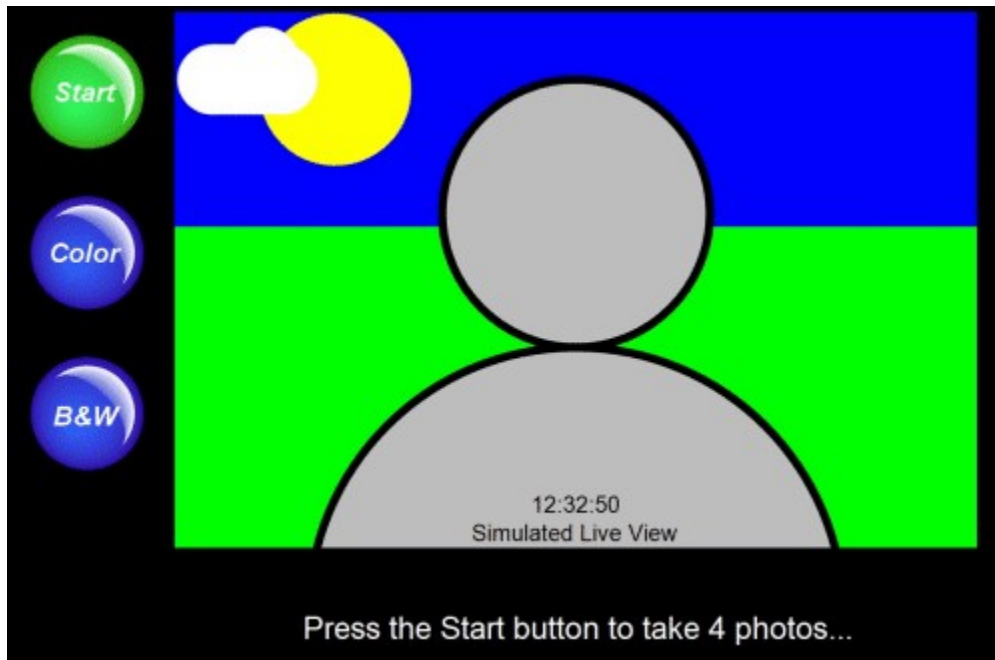 Start
Color
B&W
12:32:50
Simulated Live View
Press the Start button to take 4 photos...